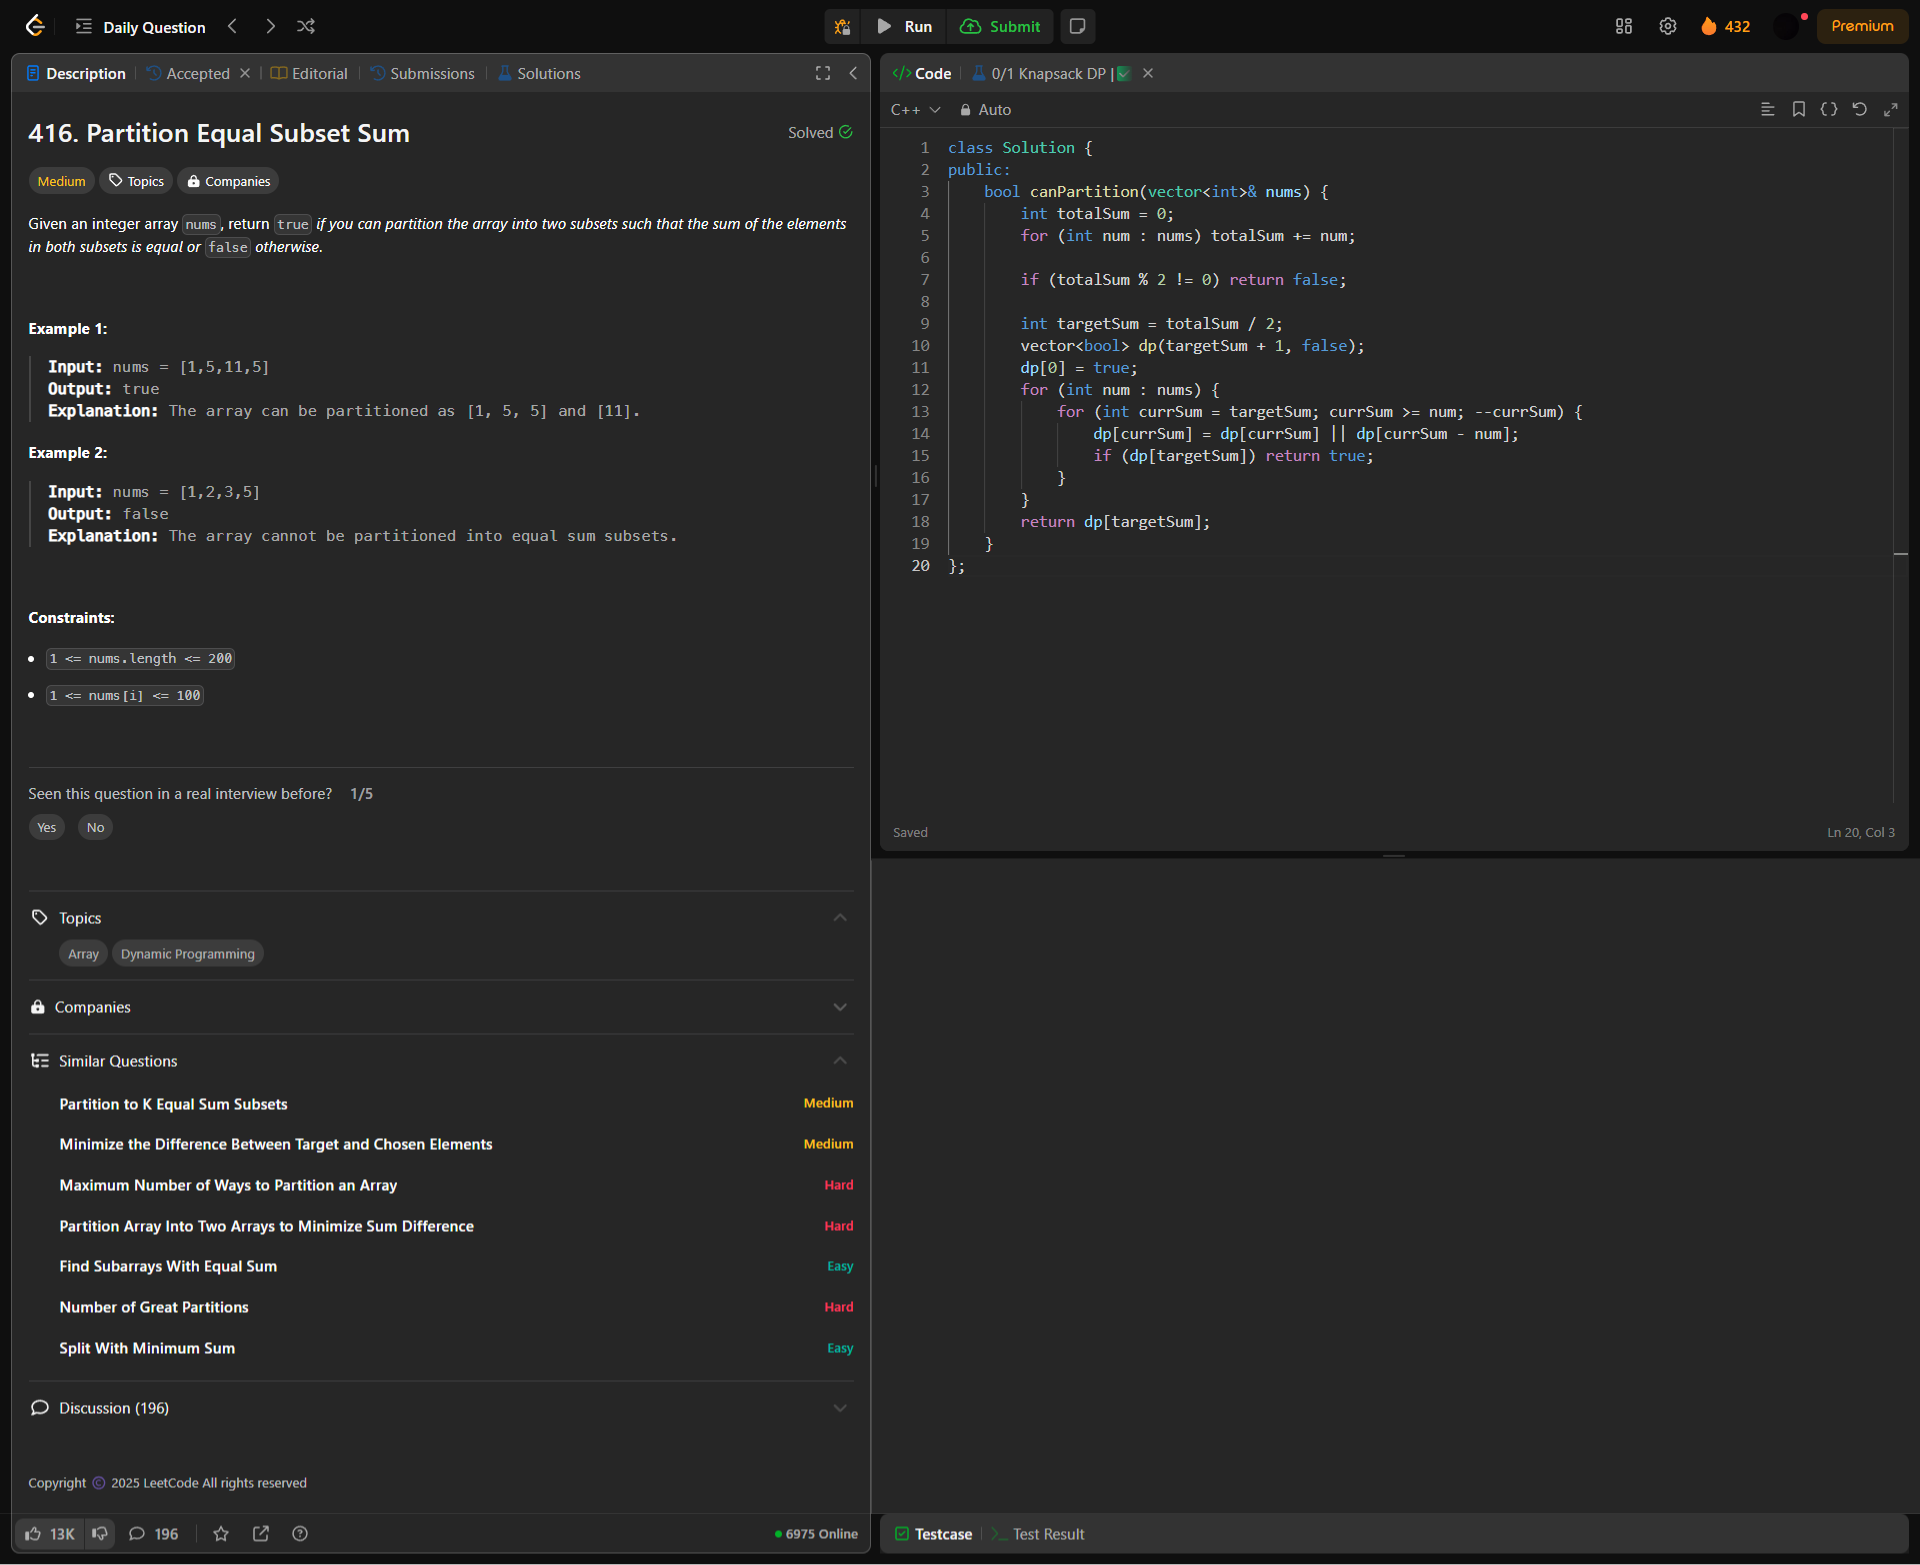 Daily Question
Run
Submit
432
Premium
Description
Accepted
Editorial
Submissions
Solutions
416. Partition Equal Subset Sum
Solved
Medium
Topics
Companies
Given an integer array nums, return true if you can partition the array into two subsets such that the sum of the elements
in both subsets is equal or false otherwise.
Example 1:
Input: nums = [1,5,11,5]
Output: true
Explanation: The array can be partitioned as [1, 5, 5] and [11].
Example 2:
Input: nums = [1,2,3,5]
Output: false
Explanation: The array cannot be partitioned into equal sum subsets.
Constraints:
• 1 <= nums.length <= 200
• 1 <= nums[i] <= 100
Seen this question in a real interview before? 1/5
Yes
No
Topics
Array
Dynamic Programming
Companies
Similar Questions
Partition to K Equal Sum Subsets Medium
Minimize the Difference Between Target and Chosen Elements Medium
Maximum Number of Ways to Partition an Array Hard
Partition Array Into Two Arrays to Minimize Sum Difference Hard
Find Subarrays With Equal Sum Easy
Number of Great Partitions Hard
Split With Minimum Sum Easy
Discussion (196)
Copyright © 2025 LeetCode All rights reserved
13K
196
6975 Online
</> Code
0/1 Knapsack DP |
C++
Auto
1 class Solution {
2 public:
3     bool canPartition(vector<int>& nums) {
4         int totalSum = 0;
5         for (int num : nums) totalSum += num;
6
7         if (totalSum % 2 != 0) return false;
8
9         int targetSum = totalSum / 2;
10         vector<bool> dp(targetSum + 1, false);
11         dp[0] = true;
12         for (int num : nums) {
13             for (int currSum = targetSum; currSum >= num; --currSum) {
14                 dp[currSum] = dp[currSum] || dp[currSum - num];
15                 if (dp[targetSum]) return true;
16             }
17         }
18         return dp[targetSum];
19     }
20 };
Saved
Ln 20, Col 3
Testcase
Test Result